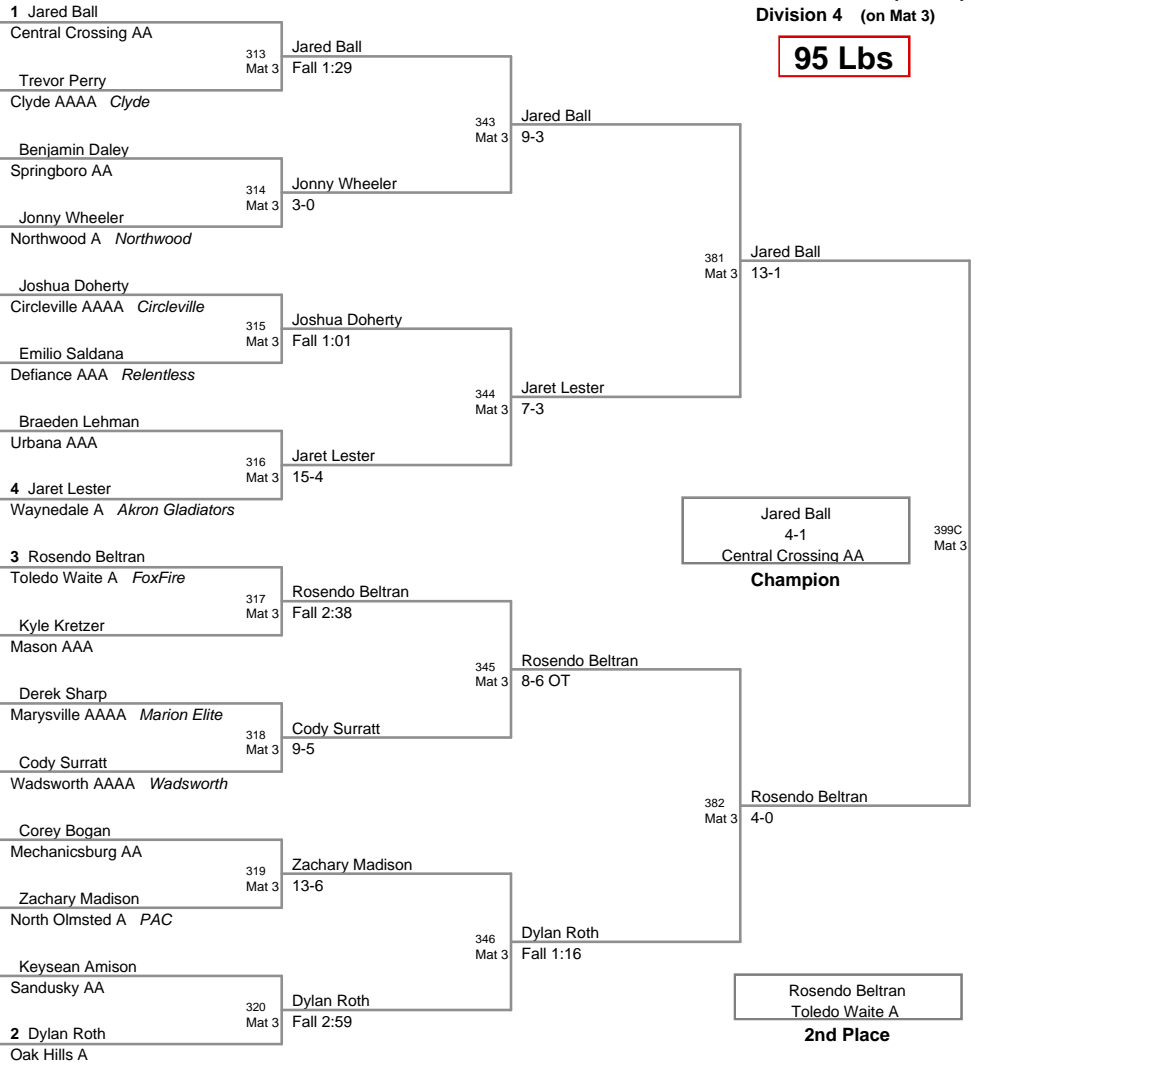 Division 4 (on Mat 3)
95 Lbs
1 Jared Ball
Central Crossing AA
313
Mat 3
Jared Ball
Fall 1:29
Trevor Perry
Clyde AAAA Clyde
343
Mat 3
Jared Ball
9-3
Benjamin Daley
Springboro AA
314
Mat 3
Jonny Wheeler
3-0
Jonny Wheeler
Northwood A Northwood
381
Mat 3
Jared Ball
13-1
Joshua Doherty
Circleville AAAA Circleville
315
Mat 3
Joshua Doherty
Fall 1:01
Emilio Saldana
Defiance AAA Relentless
344
Mat 3
Jaret Lester
7-3
Braeden Lehman
Urbana AAA
316
Mat 3
Jaret Lester
15-4
4 Jaret Lester
Waynedale A Akron Gladiators
Jared Ball
4-1
Central Crossing AA
Champion
399C
Mat 3
3 Rosendo Beltran
Toledo Waite A FoxFire
317
Mat 3
Rosendo Beltran
Fall 2:38
Kyle Kretzer
Mason AAA
345
Mat 3
Rosendo Beltran
8-6 OT
Derek Sharp
Marysville AAAA Marion Elite
318
Mat 3
Cody Surratt
9-5
Cody Surratt
Wadsworth AAAA Wadsworth
382
Mat 3
Rosendo Beltran
4-0
Corey Bogan
Mechanicsburg AA
319
Mat 3
Zachary Madison
13-6
Zachary Madison
North Olmsted A PAC
346
Mat 3
Dylan Roth
Fall 1:16
Keysean Amison
Sandusky AA
320
Mat 3
Dylan Roth
Fall 2:59
2 Dylan Roth
Oak Hills A
Rosendo Beltran
Toledo Waite A
2nd Place